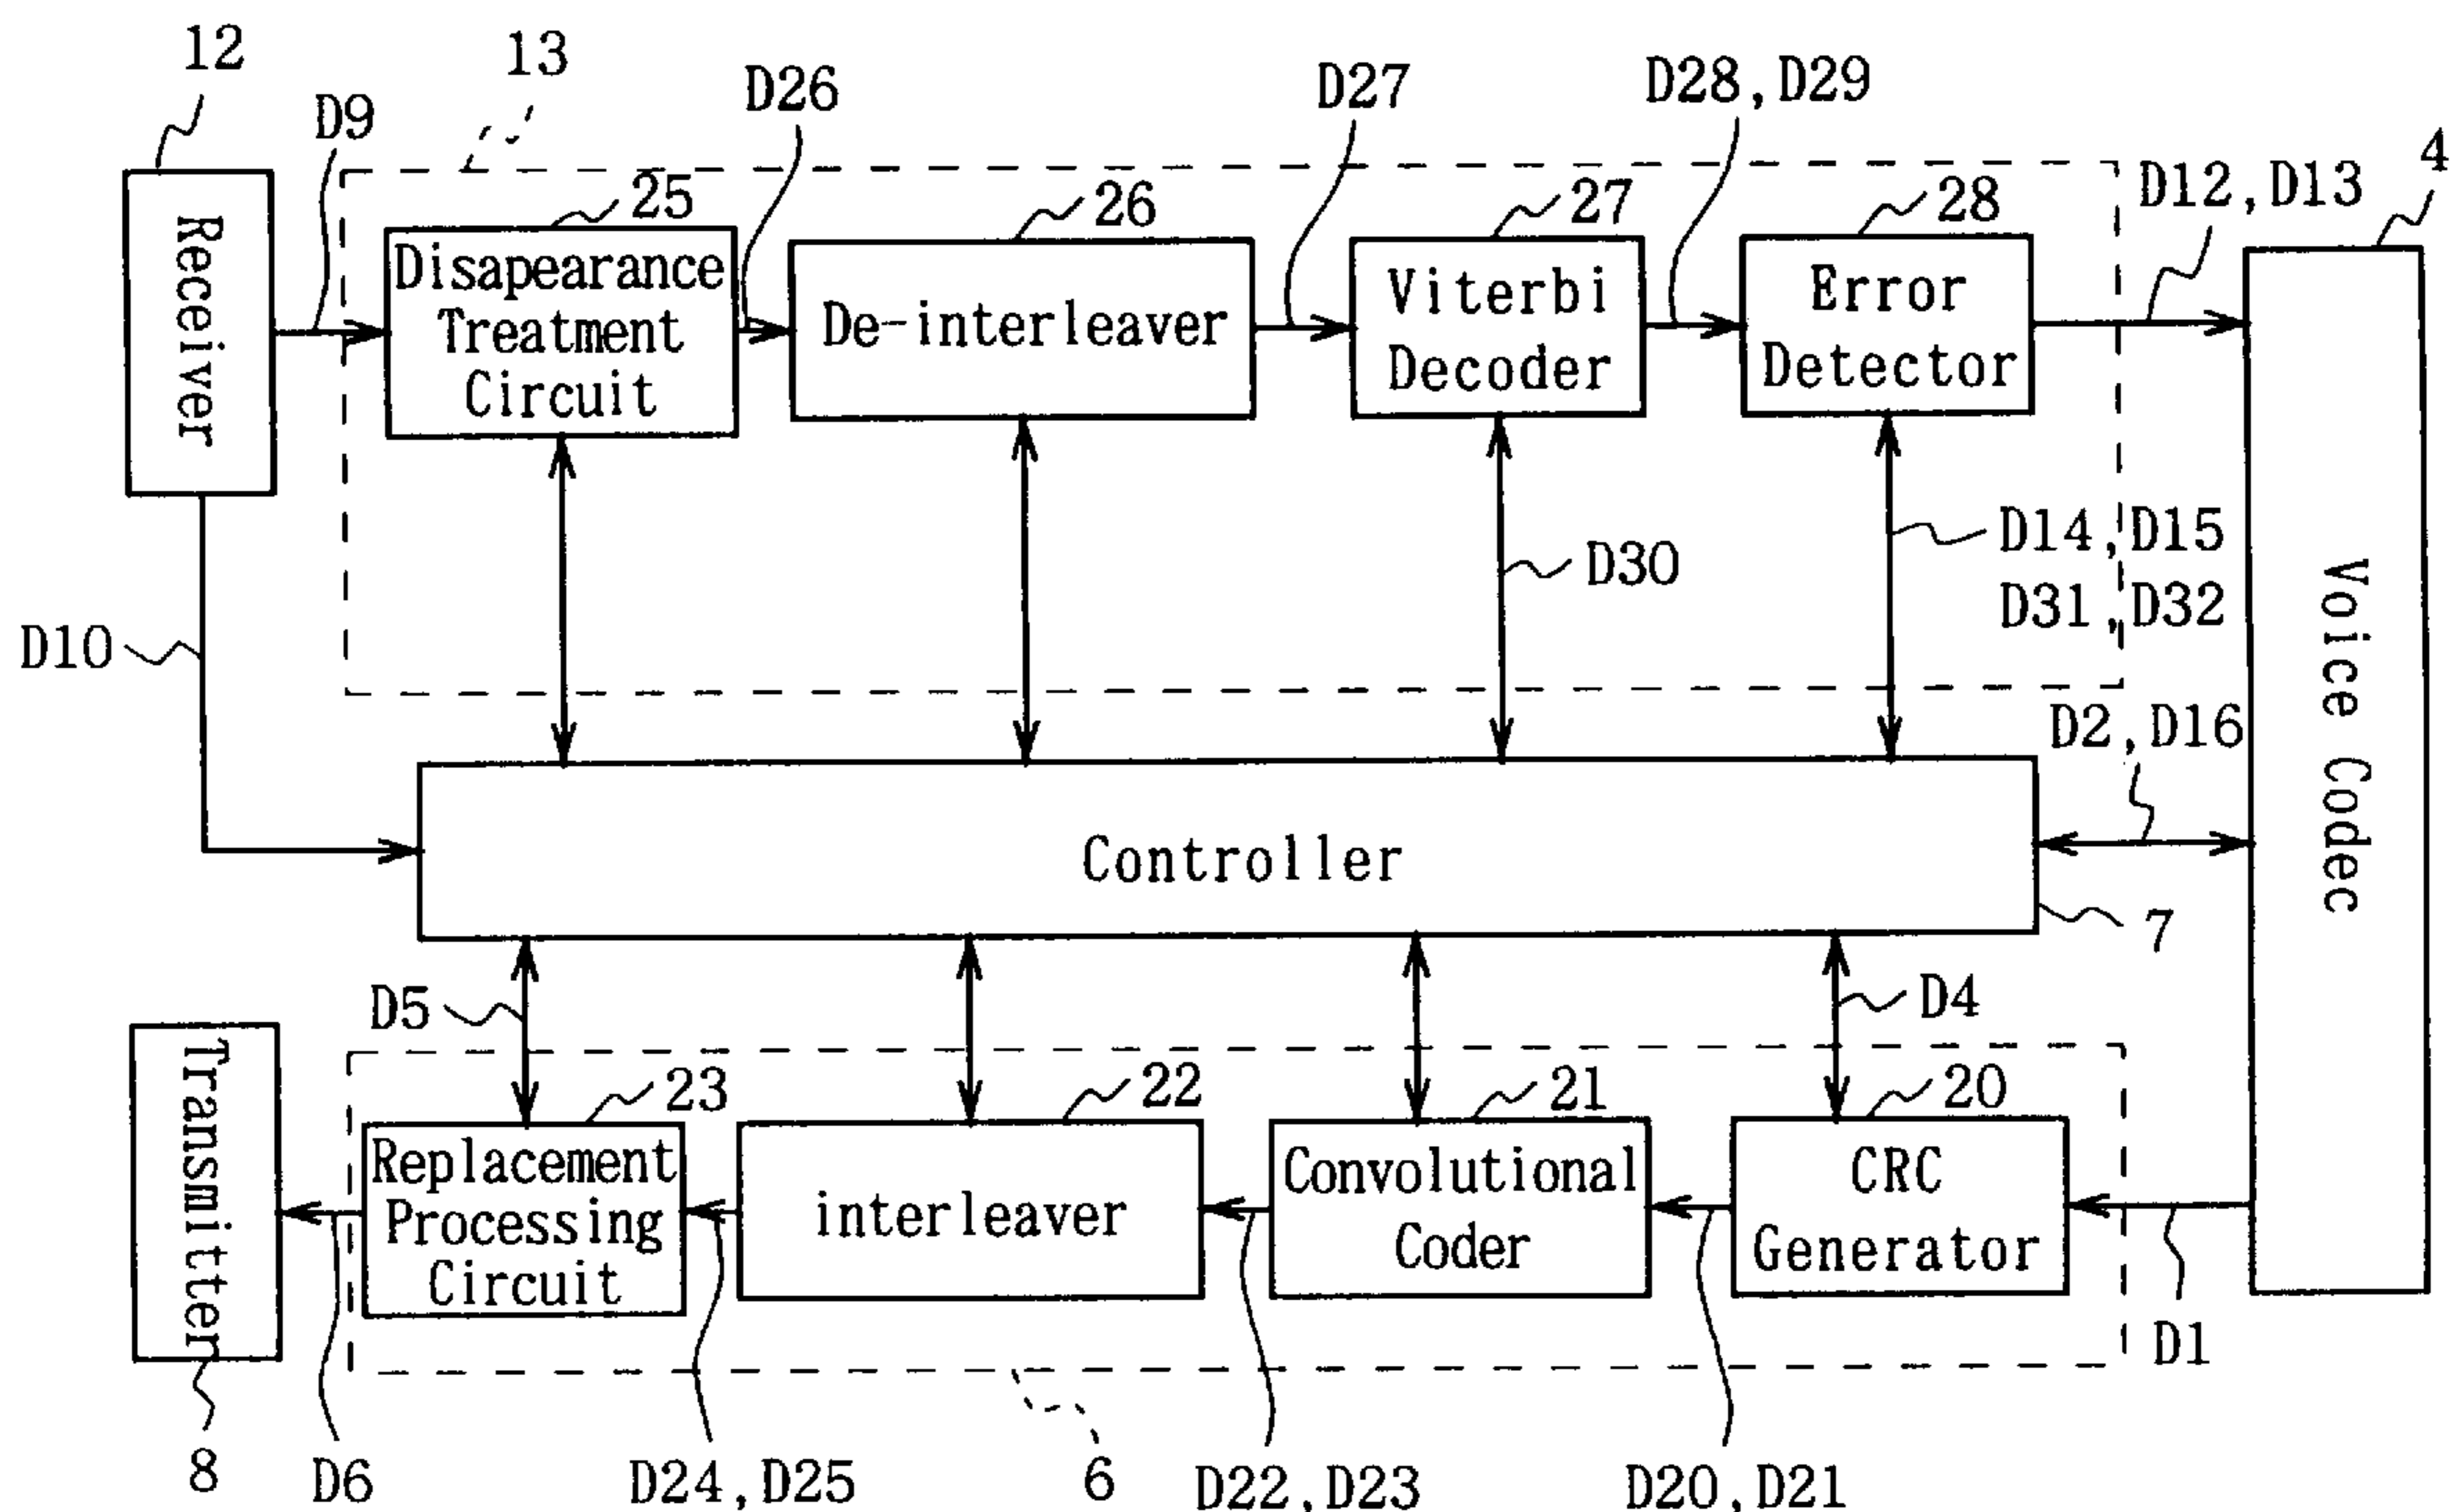 12
13
D9
D26
D27
D28,D29
4
25
26
27
28
D12,D13
Receiver
Disapearance
Treatment
Circuit
De-interleaver
Viterbi
Decoder
Error
Detector
D10
D30
D14,D15
D31,D32
Voice Codec
D2,D16
Controller
7
D5
D4
23
22
21
20
Transmitter
Replacement
Processing
Circuit
interleaver
Convolutional
Coder
CRC
Generator
D1
8
D6
D24,D25
6
D22,D23
D20,D21